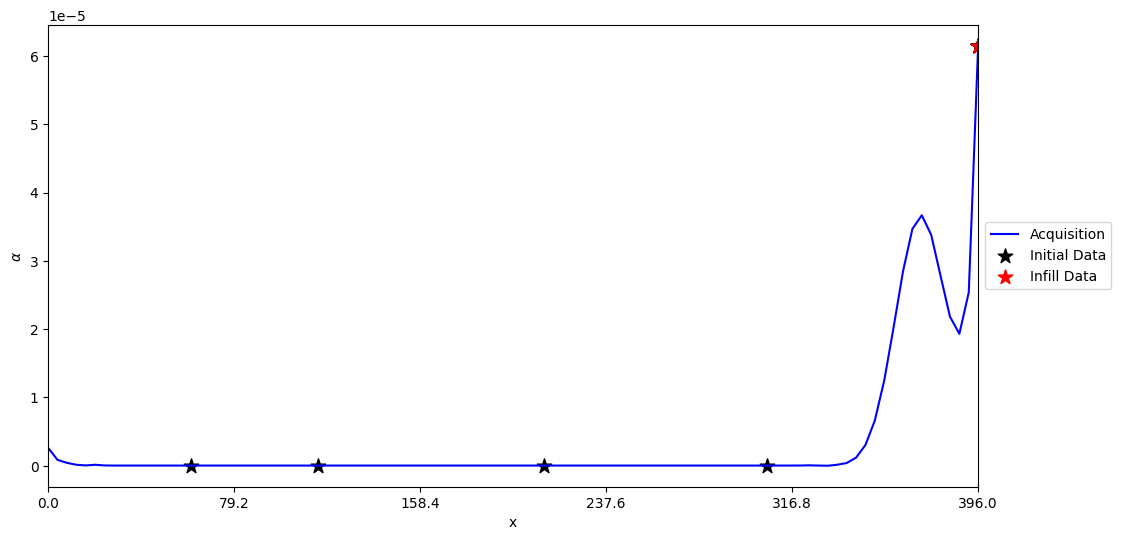 1e−5
6
5
4
3
2
1
0
α
0.0 79.2 158.4 237.6 316.8 396.0
x
Acquisition
Initial Data
Infill Data